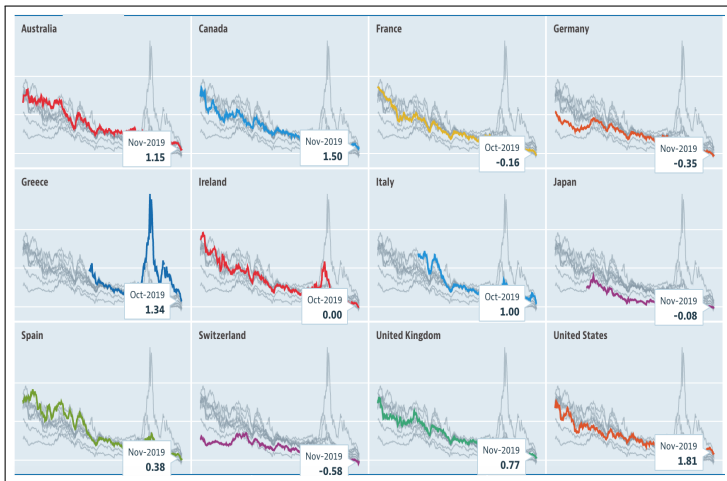 Australia
Canada
France
Germany
Nov-2019
1.15
Nov-2019
1.50
Oct-2019
-0.16
Nov-2019
-0.35
Greece
Ireland
Italy
Japan
Oct-2019
1.34
Oct-2019
0.00
Oct-2019
1.00
Nov-2019
-0.08
Spain
Switzerland
United Kingdom
United States
Nov-2019
0.38
Nov-2019
-0.58
Nov-2019
0.77
Nov-2019
1.81